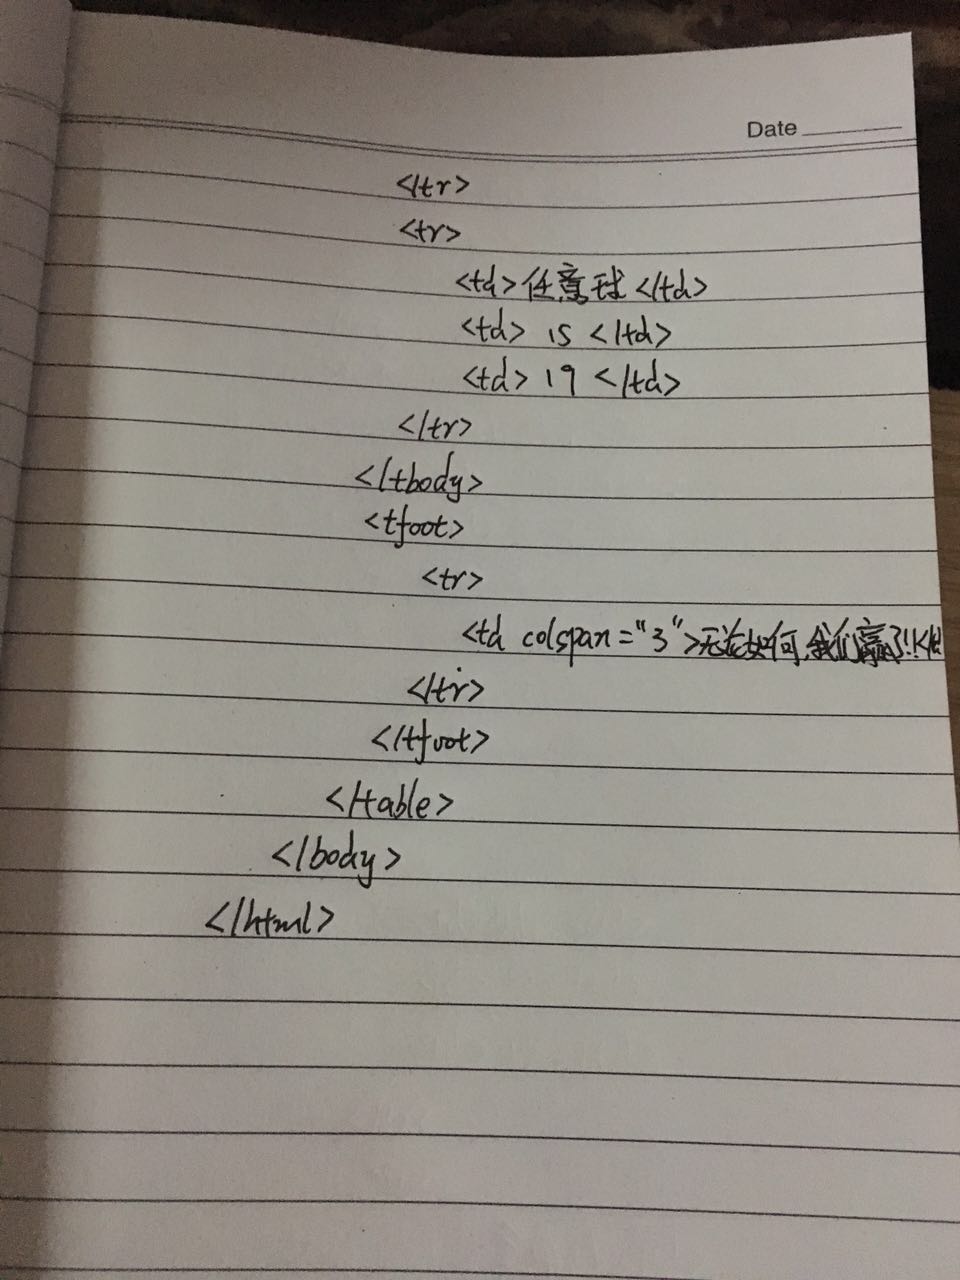 Date
</tr>
<tr>
<td>任意球</td>
<td> 15 </td>
<td> 19 </td>
</tr>
</tbody>
<tfoot>
<tr>
<td colspan="3">无论如何,我们赢了!!</td
</tr>
</tfoot>
</table>
</body>
</html>